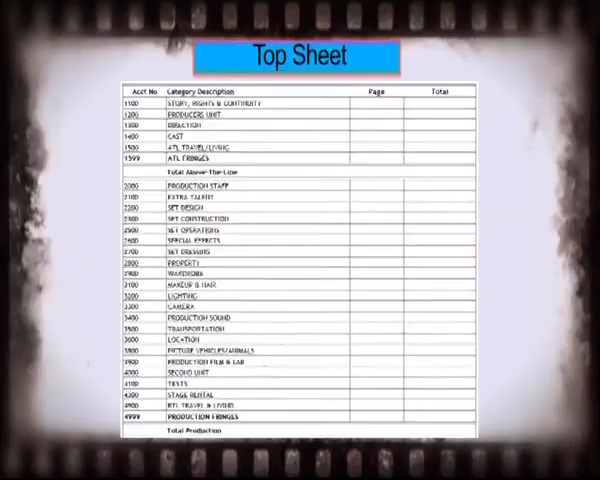 Top Sheet
Acct No Category Description Page Total
1100 STORY, RIGHTS & CONTINUITY
1200 PRODUCERS UNIT
1300 DIRECTION
1400 CAST
1500 ATL TRAVEL/LIVING
1999 ATL FRINGES
Total Above-The-Line
2000 PRODUCTION STAFF
2100 EXTRA TALENT
2200 SET DESIGN
2300 SET CONSTRUCTION
2500 SET OPERATIONS
2600 SPECIAL EFFECTS
2700 SET DRESSING
2800 PROPERTY
2900 WARDROBE
3100 MAKEUP & HAIR
3200 LIGHTING
3300 CAMERA
3400 PRODUCTION SOUND
3500 TRANSPORTATION
3600 LOCATION
3800 PICTURE VEHICLES/ANIMALS
3900 PRODUCTION FILM & LAB
4000 SECOND UNIT
4100 TESTS
4300 STAGE RENTAL
4900 BTL TRAVEL & LIVING
4999 PRODUCTION FRINGES
Total Production